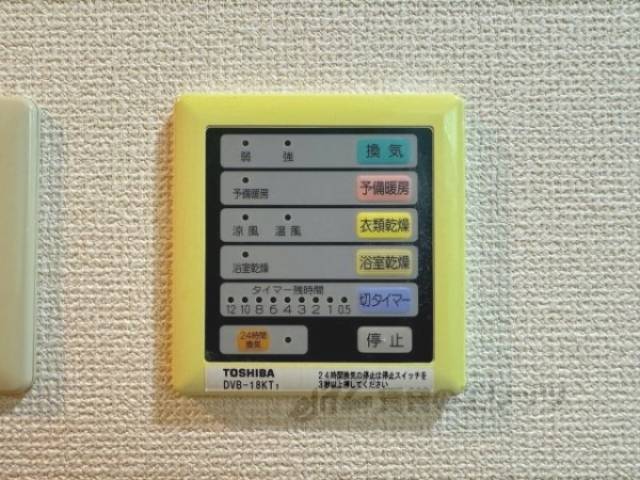 弱 強 換気
予備暖房 予備暖房
涼風 温風 衣類乾燥
浴室乾燥 浴室乾燥
タイマー残時間
12 10 8 6 4 3 2 1 0.5 切タイマー
24時間
換気 停止
TOSHIBA
DVB-18KT1
24時間換気の停止は停止スイッチを
3秒以上押してください